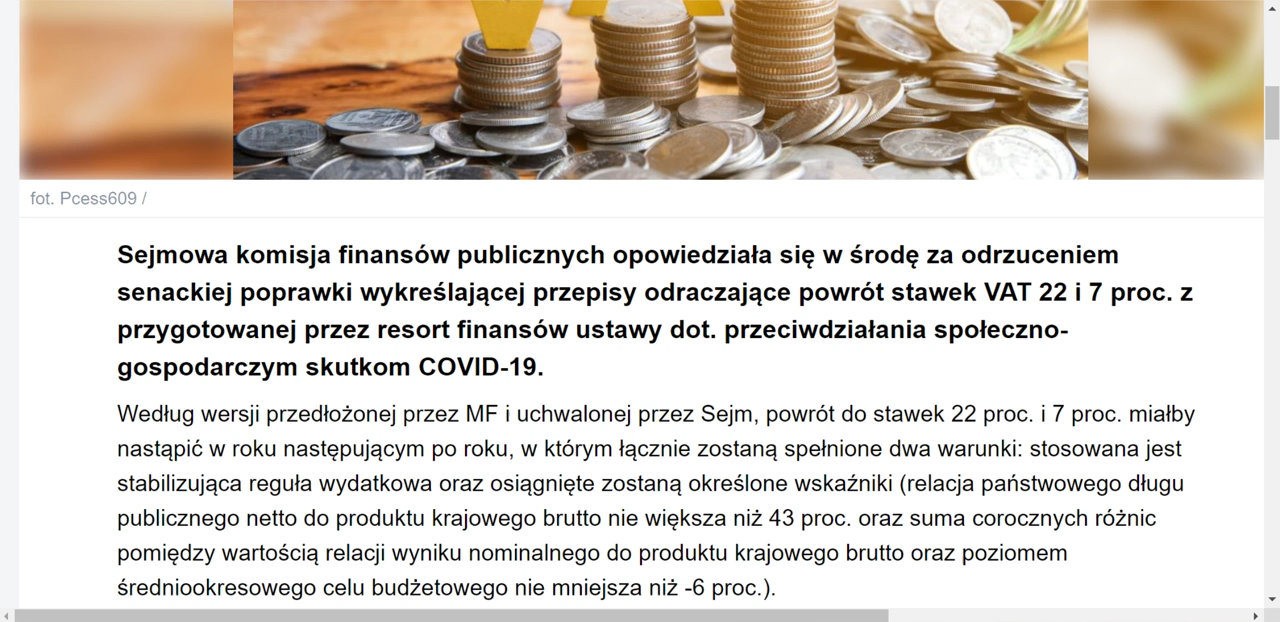 fot. Pcess609 /
Sejmowa komisja finansów publicznych opowiedziała się w środę za odrzuceniem
senackiej poprawki wykreślającej przepisy odraczające powrót stawek VAT 22 i 7 proc. z
przygotowanej przez resort finansów ustawy dot. przeciwdziałania społeczno-
gospodarczym skutkom COVID-19.
Według wersji przedłożonej przez MF i uchwalonej przez Sejm, powrót do stawek 22 proc. i 7 proc. miałby
nastąpić w roku następującym po roku, w którym łącznie zostaną spełnione dwa warunki: stosowana jest
stabilizująca reguła wydatkowa oraz osiągnięte zostaną określone wskaźniki (relacja państwowego długu
publicznego netto do produktu krajowego brutto nie większa niż 43 proc. oraz suma corocznych różnic
pomiędzy wartością relacji wyniku nominalnego do produktu krajowego brutto oraz poziomem
średniookresowego celu budżetowego nie mniejsza niż -6 proc.).